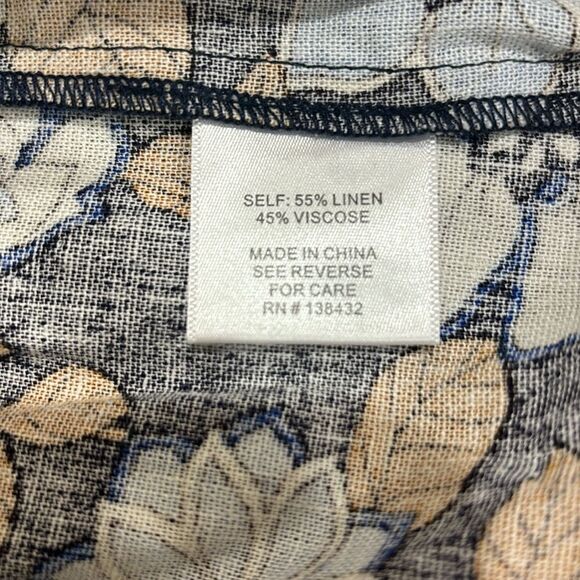 SELF: 55% LINEN
45% VISCOSE
MADE IN CHINA
SEE REVERSE
FOR CARE
RN # 138432